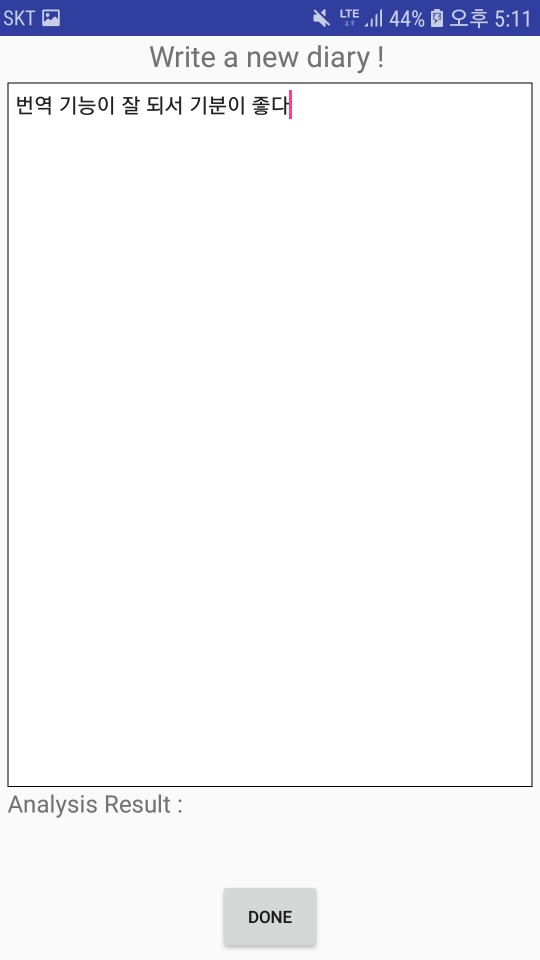 SKT LTE 44% 오후 5:11
Write a new diary !
번역 기능이 잘 되서 기분이 좋다
Analysis Result :
DONE